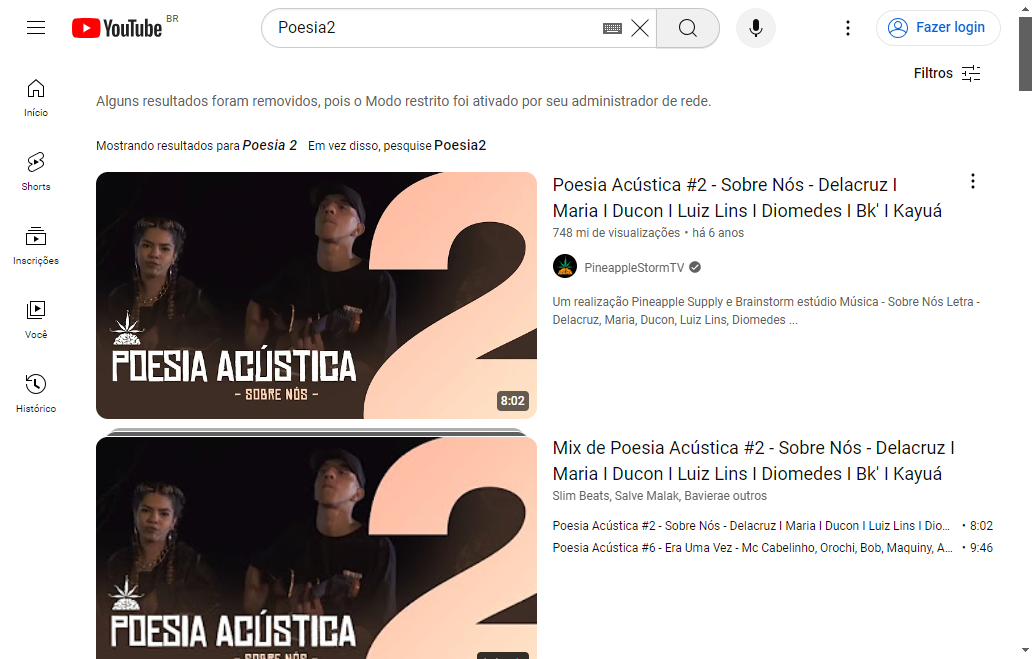 YouTube BR
Poesia2
Fazer login
Filtros
Início
Shorts
Inscrições
Você
Histórico
Alguns resultados foram removidos, pois o Modo restrito foi ativado por seu administrador de rede.
Mostrando resultados para Poesia 2 Em vez disso, pesquise Poesia2
2
POESIA ACÚSTICA
- SOBRE NÓS -
8:02
Poesia Acústica #2 - Sobre Nós - Delacruz I
Maria I Ducon I Luiz Lins I Diomedes I Bk' I Kayuá
748 mi de visualizações • há 6 anos
PineappleStormTV
Um realização Pineapple Supply e Brainstorm estúdio Música - Sobre Nós Letra -
Delacruz, Maria, Ducon, Luiz Lins, Diomedes ...
2
POESIA ACÚSTICA
- SOBRE NÓS -
Mix de Poesia Acústica #2 - Sobre Nós - Delacruz I
Maria I Ducon I Luiz Lins I Diomedes I Bk' I Kayuá
Slim Beats, Salve Malak, Bavierae outros
Poesia Acústica #2 - Sobre Nós - Delacruz I Maria I Ducon I Luiz Lins I Dio... • 8:02
Poesia Acústica #6 - Era Uma Vez - Mc Cabelinho, Orochi, Bob, Maquiny, A... • 9:46